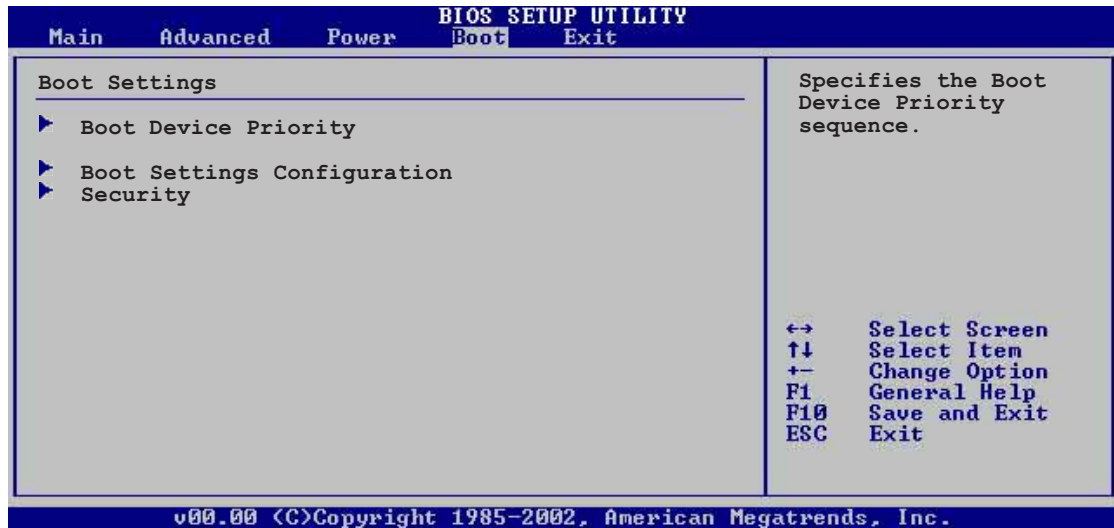 BIOS SETUP UTILITY
Main Advanced Power Boot Exit
Boot Settings
Boot Device Priority
Boot Settings Configuration
Security
Specifies the Boot
Device Priority
sequence.
←→ Select Screen
↑↓ Select Item
+- Change Option
F1 General Help
F10 Save and Exit
ESC Exit
v00.00 (C)Copyright 1985-2002, American Megatrends, Inc.